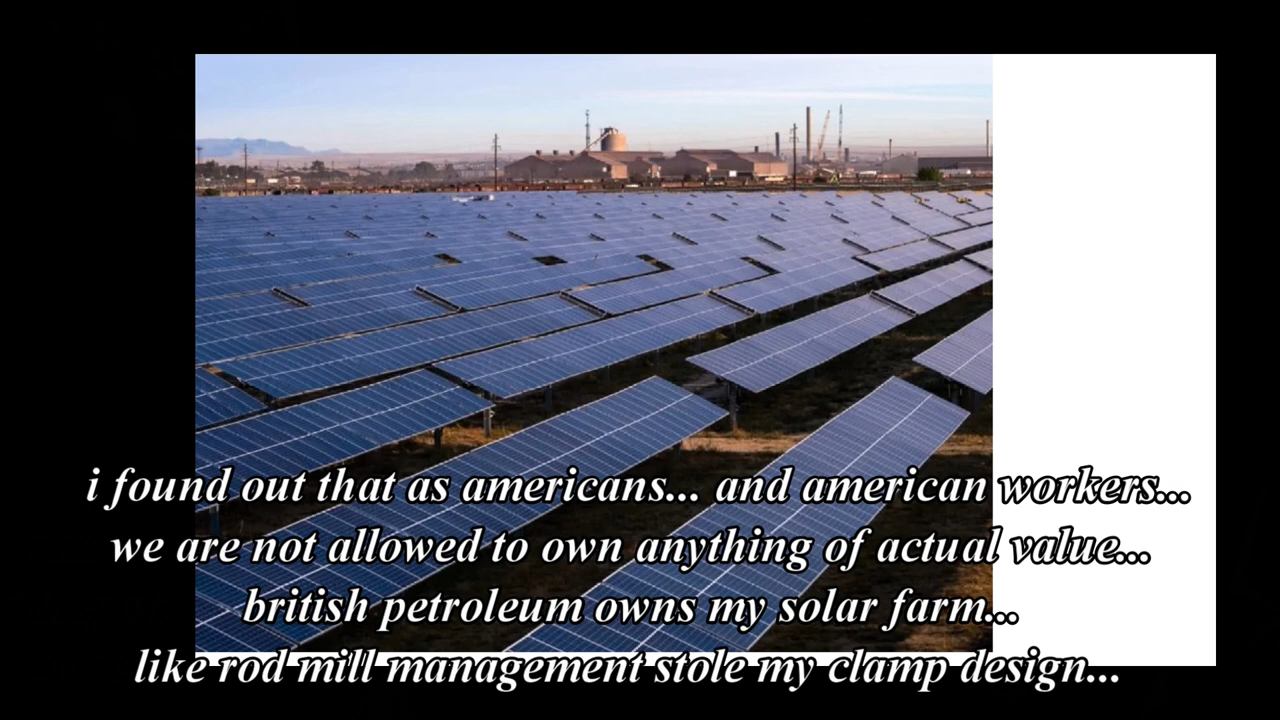 i found out that as americans... and american workers...
we are not allowed to own anything of actual value...
british petroleum owns my solar farm...
like rod mill management stole my clamp design...